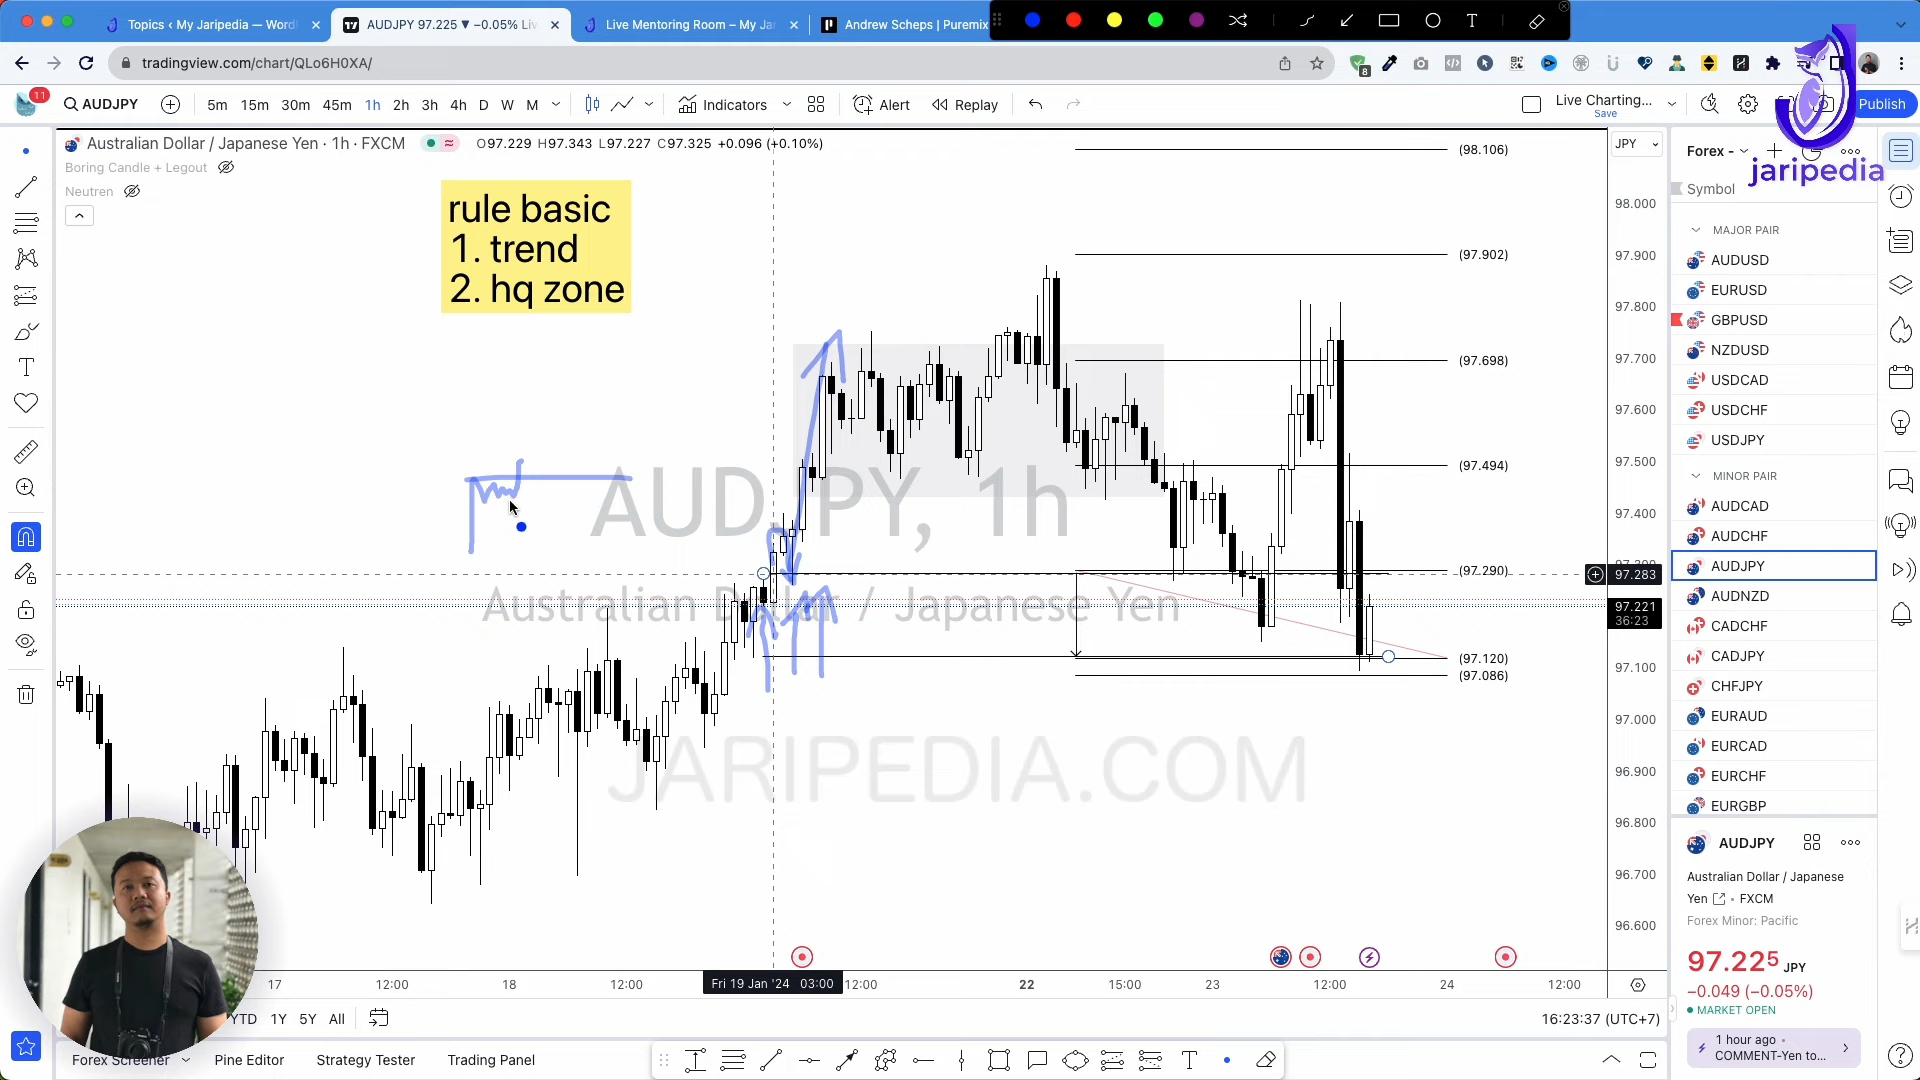 Topics ‹ My Jaripedia — Word
AUDJPY 97.225 ▼ −0.05% Li
Live Mentoring Room – My Ja
Andrew Scheps | Puremix
tradingview.com/chart/QLo6H0XA/
8
11
AUDJPY
5m 15m 30m 45m 1h 2h 3h 4h D W M
Indicators
Alert
Replay
Live Charting...
Save
Publish
jaripedia
Australian Dollar / Japanese Yen · 1h · FXCM
O97.229 H97.343 L97.227 C97.325 +0.096 (+0.10%)
Boring Candle + Legout
Neutren
rule basic
1. trend
2. hq zone
AUDJPY, 1h
Australian Dollar / Japanese Yen
JARIPEDIA.COM
(98.106)
(97.902)
(97.698)
(97.494)
(97.290)
(97.120)
(97.086)
JPY
98.000
97.900
97.800
97.700
97.600
97.500
97.400
97.283
97.221
36:23
97.100
97.000
96.900
96.800
96.700
96.600
17
12:00
18
12:00
Fri 19 Jan '24 03:00
12:00
22
15:00
23
12:00
24
12:00
YTD 1Y 5Y All
16:23:37 (UTC+7)
Forex Screener
Pine Editor
Strategy Tester
Trading Panel
Forex -
Symbol
MAJOR PAIR
AUDUSD
EURUSD
GBPUSD
NZDUSD
USDCAD
USDCHF
USDJPY
MINOR PAIR
AUDCAD
AUDCHF
AUDJPY
AUDNZD
CADCHF
CADJPY
CHFJPY
EURAUD
EURCAD
EURCHF
EURGBP
AUDJPY
Australian Dollar / Japanese
Yen · FXCM
Forex Minor: Pacific
97.225 JPY
−0.049 (−0.05%)
MARKET OPEN
1 hour ago ·
COMMENT-Yen to...